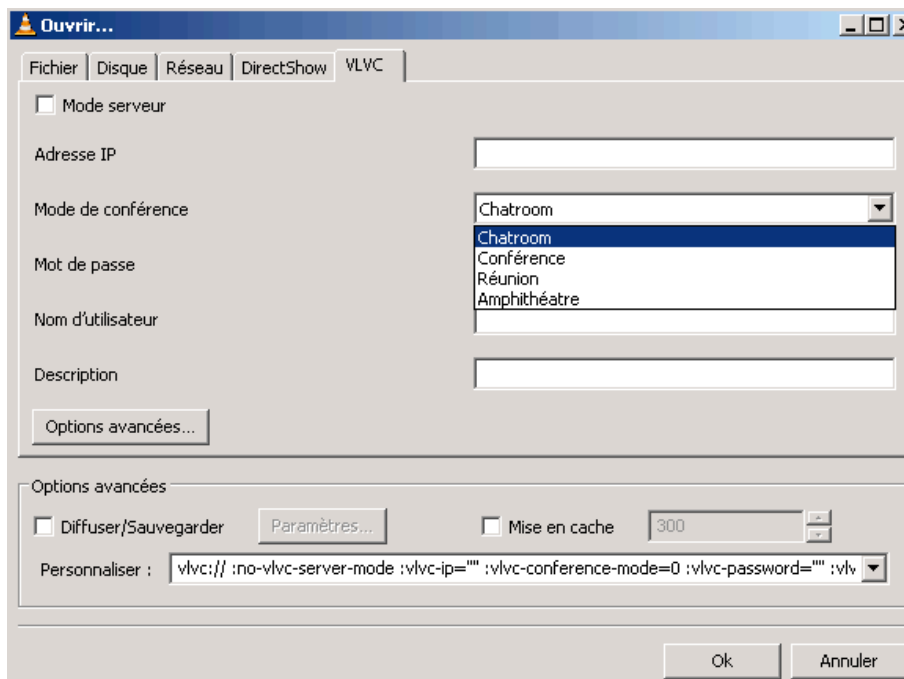 Ouvrir...
Fichier Disque Réseau DirectShow VLVC
Mode serveur
Adresse IP
Mode de conférence Chatroom
Chatroom
Conférence
Réunion
Amphithéatre
Mot de passe
Nom d'utilisateur
Description
Options avancées...
Options avancées
Diffuser/Sauvegarder Paramètres... Mise en cache 300
Personnaliser : vlvc:// :no-vlvc-server-mode :vlvc-ip="" :vlvc-conference-mode=0 :vlvc-password="" :vlv
Ok Annuler